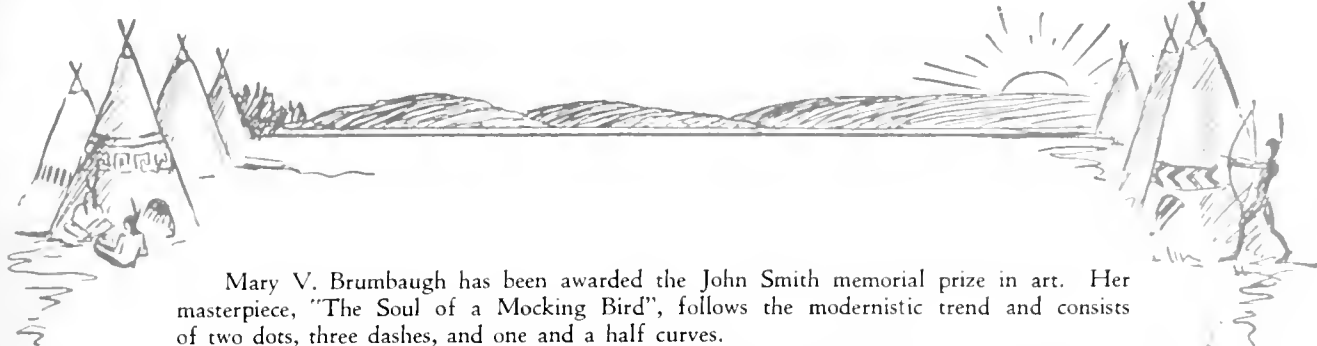 Mary V. Brumbaugh has been awarded the John Smith memorial prize in art. Her
masterpiece, "The Soul of a Mocking Bird", follows the modernistic trend and consists
of two dots, three dashes, and one and a half curves.